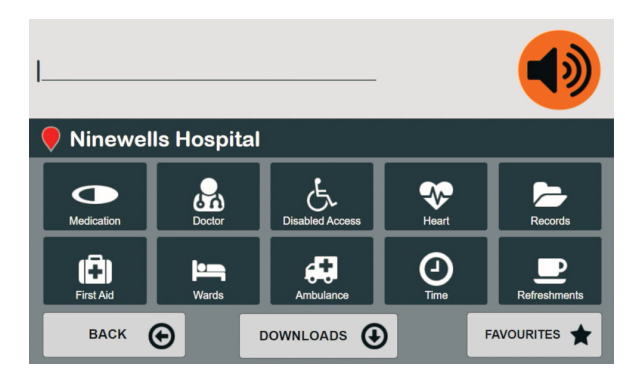 Ninewells Hospital
Medication Doctor Disabled Access Heart Records
First Aid Wards Ambulance Time Refreshments
BACK DOWNLOADS FAVOURITES